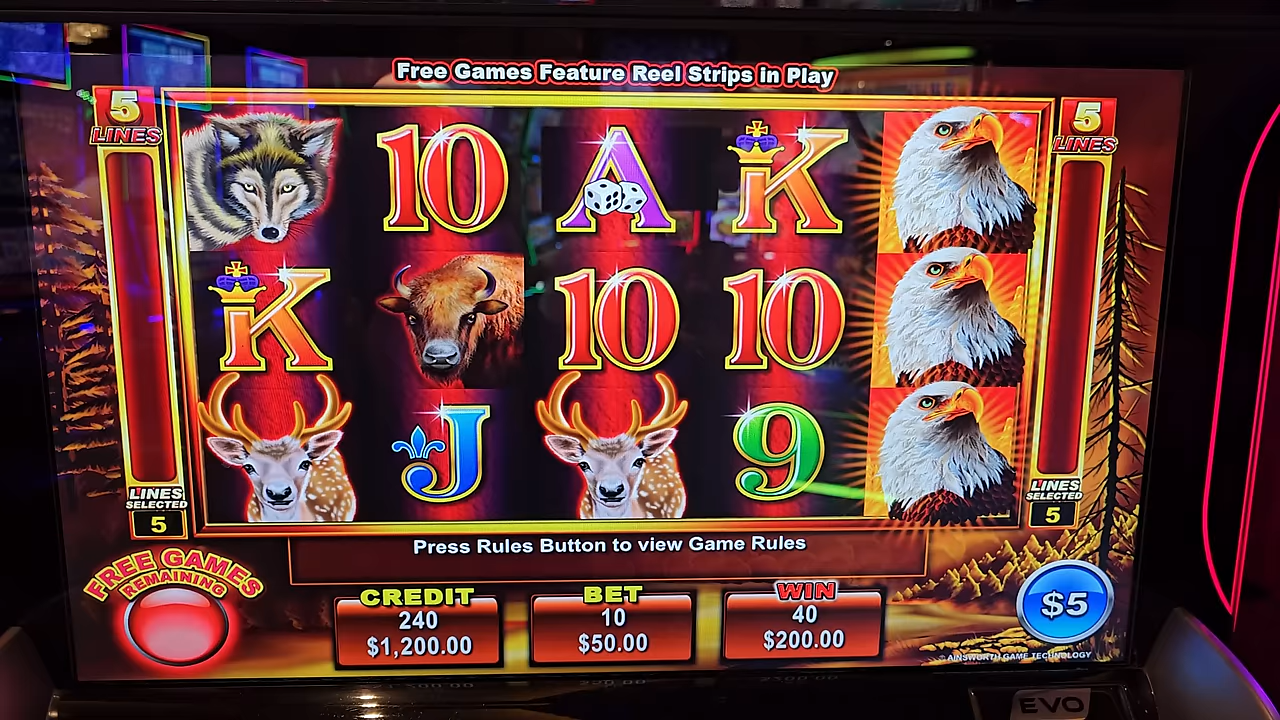 Free Games Feature Reel Strips in Play
5
LINES
5
LINES
10
A
K
K
10
10
J
9
LINES
SELECTED
5
LINES
SELECTED
5
Press Rules Button to view Game Rules
FREE GAMES
REMAINING
CREDIT
240
$1,200.00
BET
10
$50.00
WIN
40
$200.00
$5
© AINSWORTH GAME TECHNOLOGY
EVO